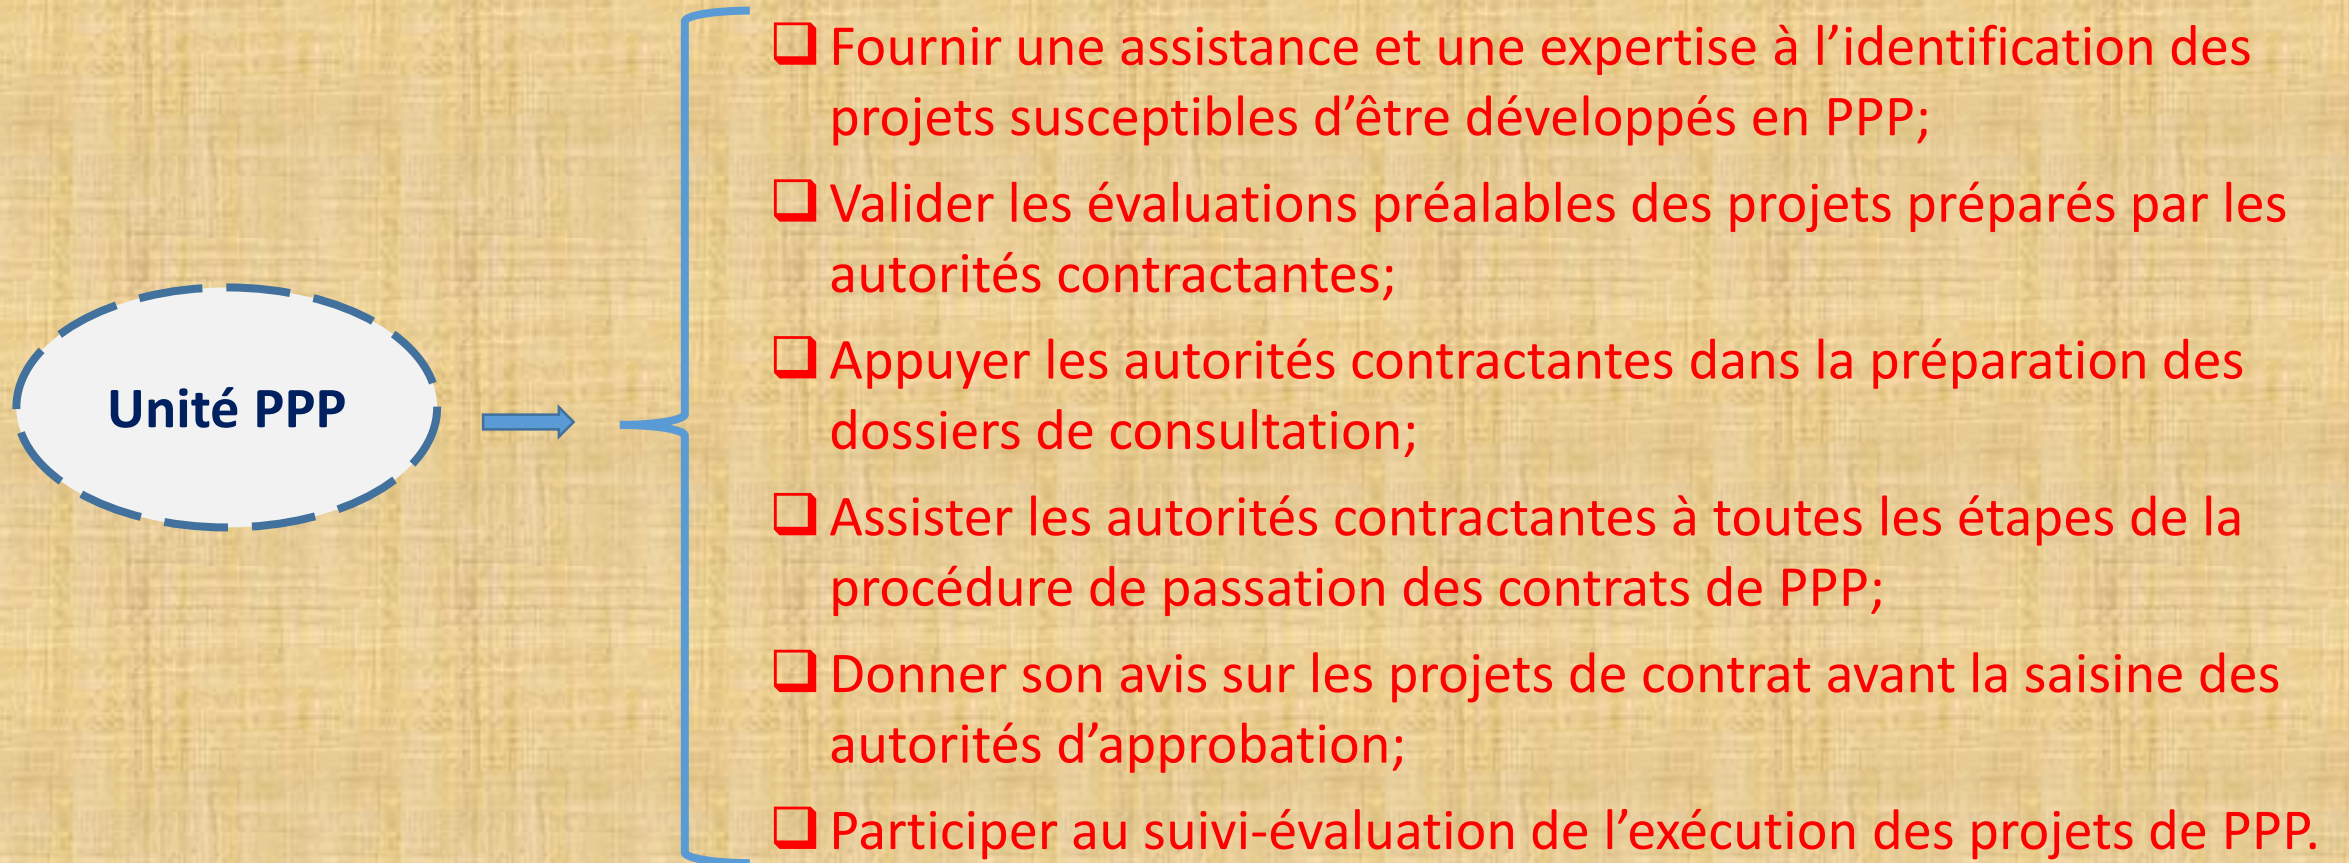 Unité PPP
❑ Fournir une assistance et une expertise à l’identification des
projets susceptibles d’être développés en PPP;
❑ Valider les évaluations préalables des projets préparés par les
autorités contractantes;
❑ Appuyer les autorités contractantes dans la préparation des
dossiers de consultation;
❑ Assister les autorités contractantes à toutes les étapes de la
procédure de passation des contrats de PPP;
❑ Donner son avis sur les projets de contrat avant la saisine des
autorités d’approbation;
❑ Participer au suivi-évaluation de l’exécution des projets de PPP.